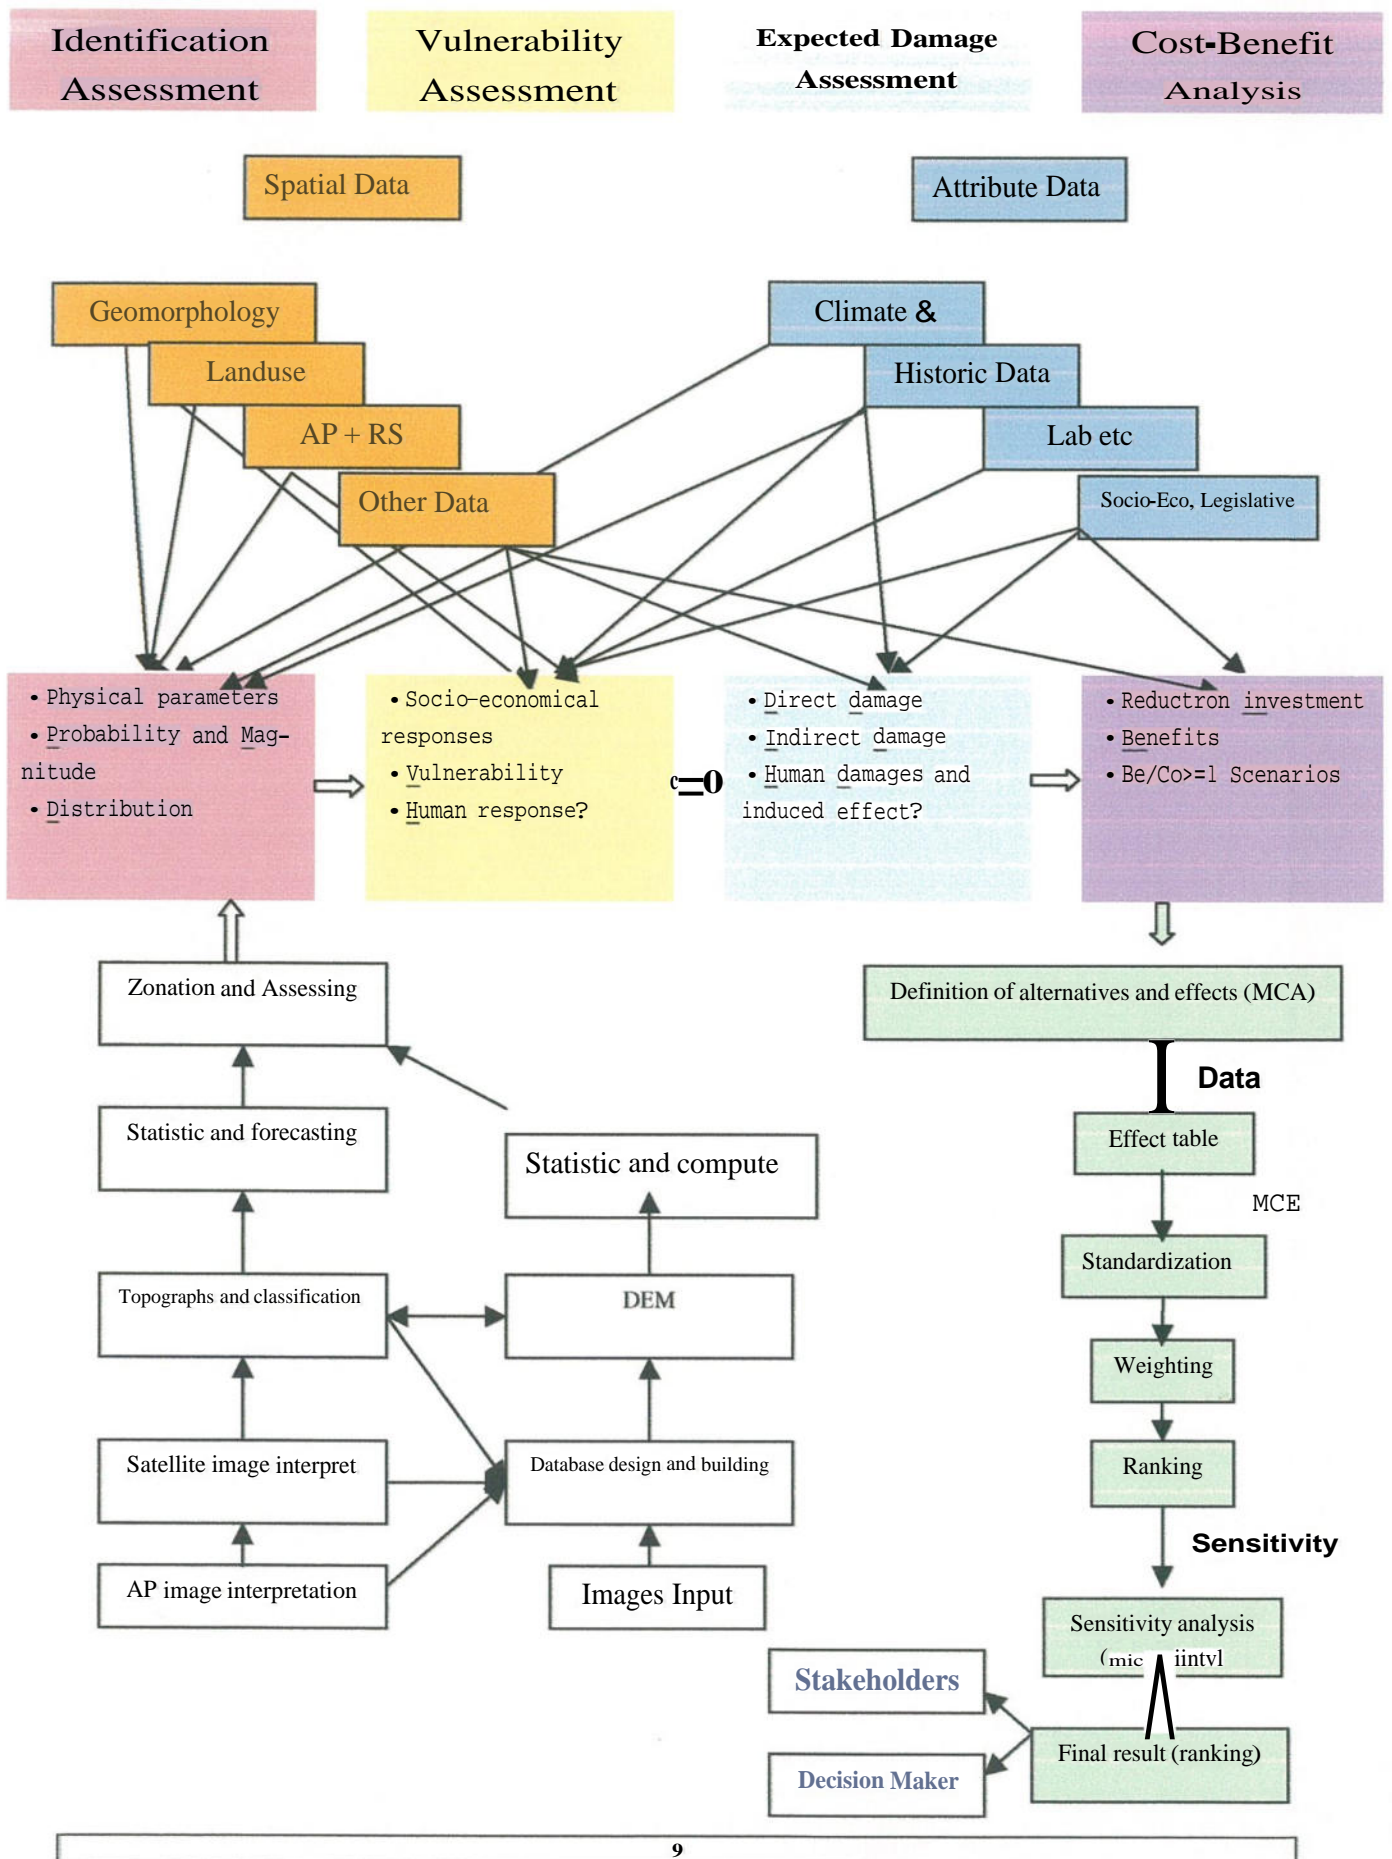 Identification
Assessment
Vulnerability
Assessment
Expected Damage
Assessment
Cost-Benefit
Analysis
Spatial Data
Attribute Data
Geomorphology
Landuse
AP + RS
Other Data
Climate &
Historic Data
Lab etc
Socio-Eco, Legislative
• Physical parameters
• Probability and Mag-
nitude
• Distribution
• Socio-economical
responses
• Vulnerability
• Human response?
• Direct damage
• Indirect damage
• Human damages and
induced effect?
• Reductron investment
• Benefits
• Be/Co>=1 Scenarios
Zonation and Assessing
Statistic and forecasting
Statistic and compute
Topographs and classification
DEM
Satellite image interpret.
Database design and building
AP image interpretation
Images Input
Definition of alternatives and effects (MCA)
Data
Effect table
MCE
Standardization
Weighting
Ranking
Sensitivity
Sensitivity analysis
Final result (ranking)
Stakeholders
Decision Maker
9